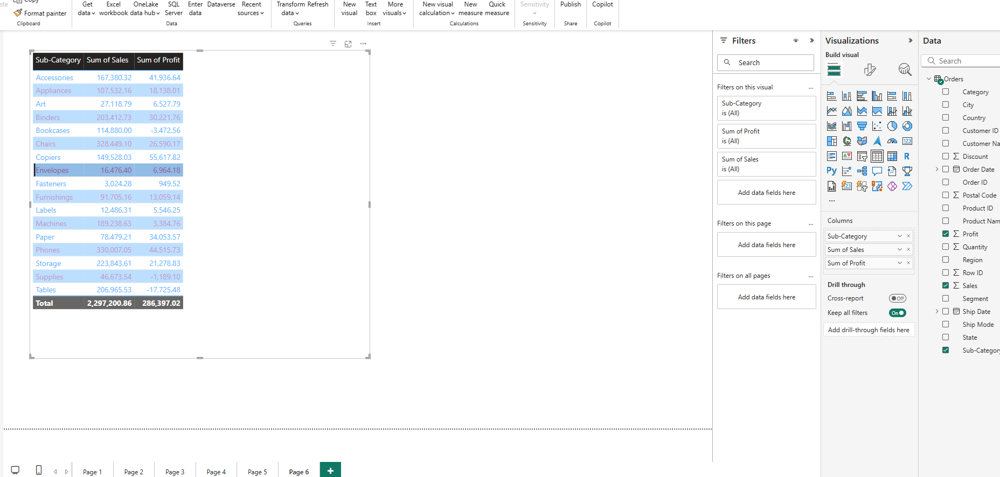 Copy
Format painter
Clipboard
Get data
Excel workbook
OneLake data hub
SQL Server
Enter data
Dataverse
Recent sources
Data
Transform data
Refresh
Queries
New visual
Text box
More visuals
Insert
New visual calculation
New measure
Quick measure
Calculations
Sensitivity
Sensitivity
Publish
Share
Copilot
Copilot
Sub-Category Sum of Sales Sum of Profit
Accessories 167,380.32 41,936.64
Appliances 107,532.16 18,138.01
Art 27,118.79 6,527.79
Binders 203,412.73 30,221.76
Bookcases 114,880.00 -3,472.56
Chairs 328,449.10 26,590.17
Copiers 149,528.03 55,617.82
Envelopes 16,476.40 6,964.18
Fasteners 3,024.28 949.52
Furnishings 91,705.16 13,059.14
Labels 12,486.31 5,546.25
Machines 189,238.63 3,384.76
Paper 78,479.21 34,053.57
Phones 330,007.05 44,515.73
Storage 223,843.61 21,278.83
Supplies 46,673.54 -1,189.10
Tables 206,965.53 -17,725.48
Total 2,297,200.86 286,397.02
Filters
Search
Filters on this visual ...
Sub-Category
is (All)
Sum of Profit
is (All)
Sum of Sales
is (All)
Add data fields here
Filters on this page ...
Add data fields here
Filters on all pages ...
Add data fields here
Visualizations
Build visual
123
R
Py
123
...
Columns
Sub-Category
Sum of Sales
Sum of Profit
Drill through
Cross-report Off
Keep all filters On
Add drill-through fields here
Data
Search
Orders
Category
City
Country
Customer ID
Customer Na
Discount
Order Date
Order ID
Postal Code
Product ID
Product Nam
Profit
Quantity
Region
Row ID
Sales
Segment
Ship Date
Ship Mode
State
Sub-Category
Page 1 Page 2 Page 3 Page 4 Page 5 Page 6 +